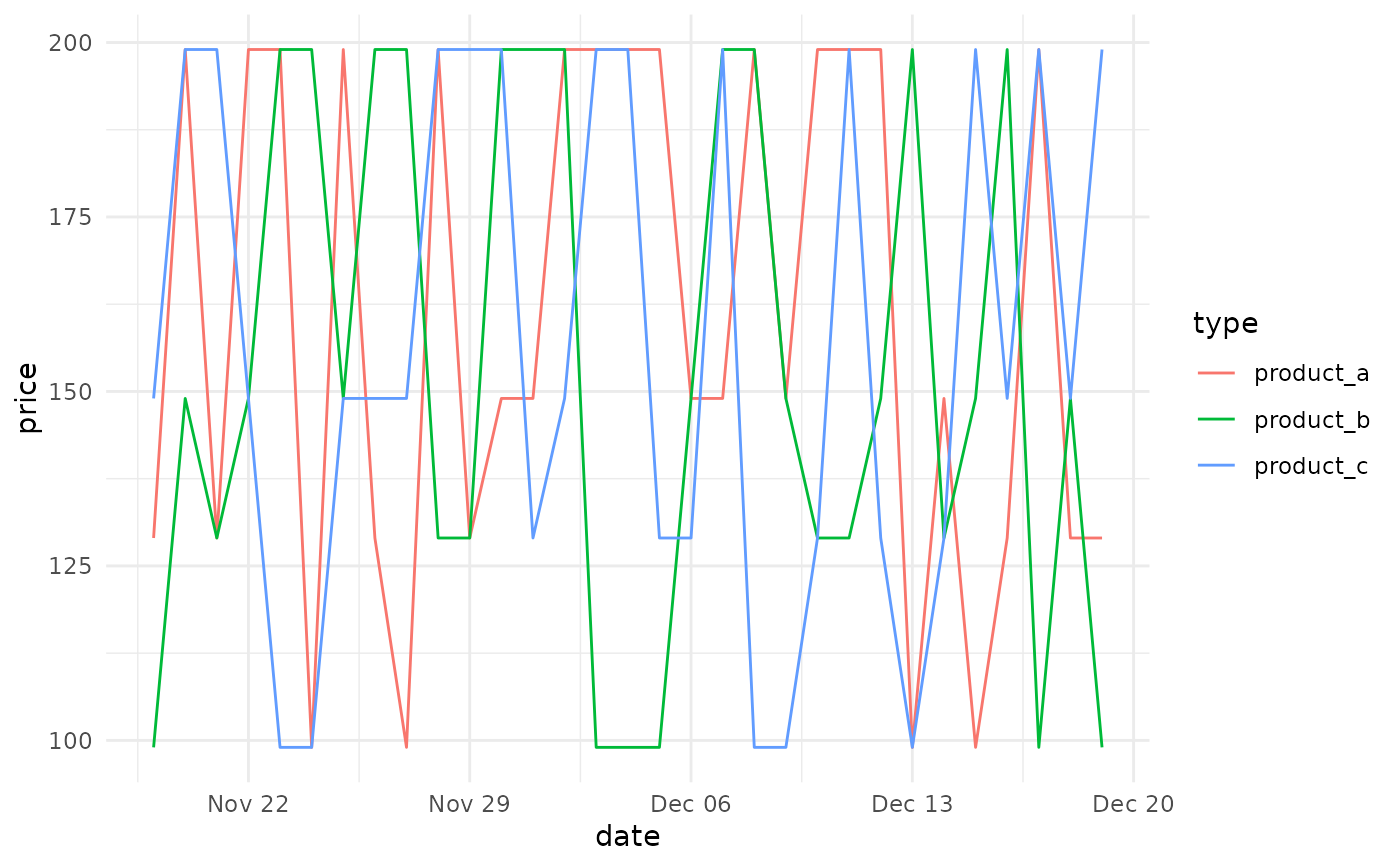 200
175
150
125
100
price
Nov 22
Nov 29
Dec 06
Dec 13
Dec 20
date
type
product_a
product_b
product_c